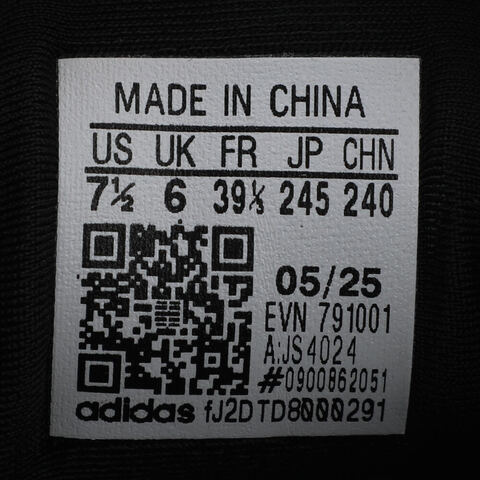 MADE IN CHINA
US UK FR JP CHN
7½ 6 39⅓ 245 240
05/25
EVN 791001
A:JS4024
#0900862051
adidas fJ2DTD8000291